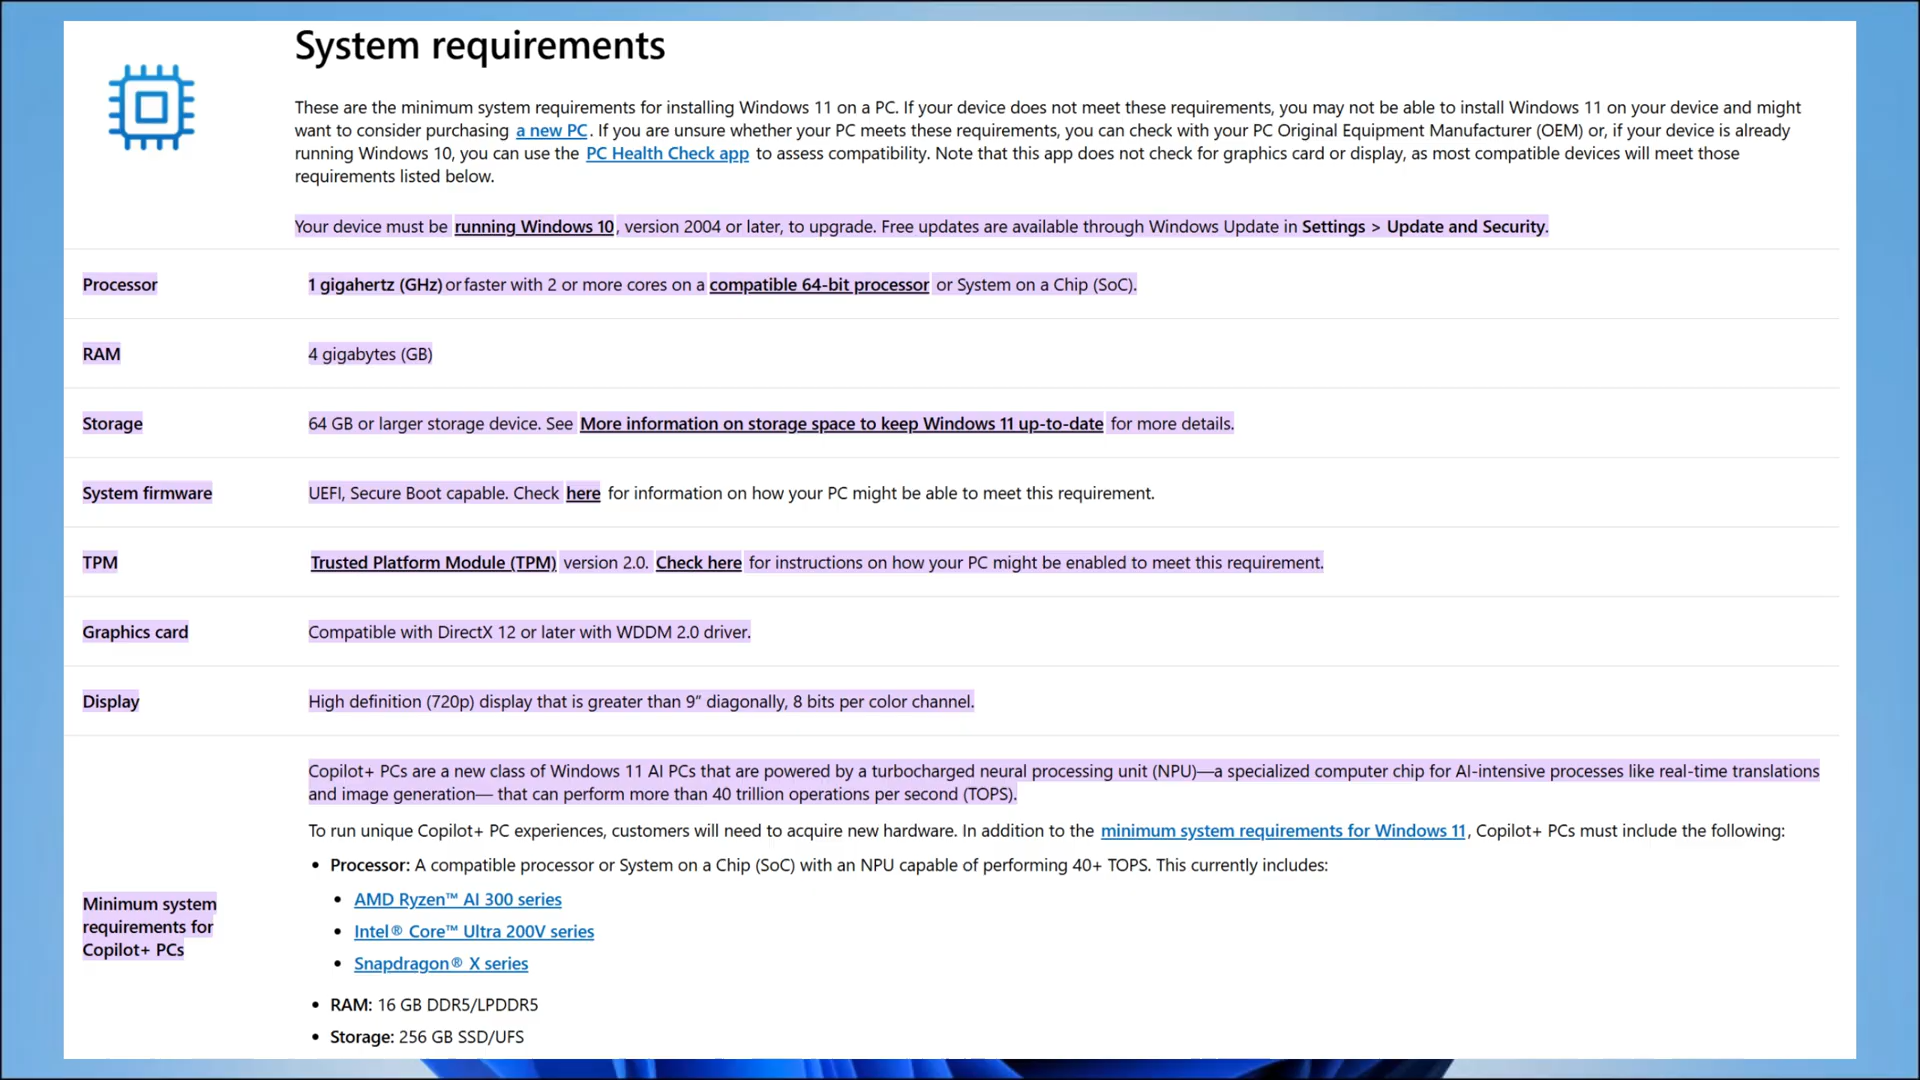 System requirements
These are the minimum system requirements for installing Windows 11 on a PC. If your device does not meet these requirements, you may not be able to install Windows 11 on your device and might
want to consider purchasing a new PC. If you are unsure whether your PC meets these requirements, you can check with your PC Original Equipment Manufacturer (OEM) or, if your device is already
running Windows 10, you can use the PC Health Check app to assess compatibility. Note that this app does not check for graphics card or display, as most compatible devices will meet those
requirements listed below.
Your device must be running Windows 10, version 2004 or later, to upgrade. Free updates are available through Windows Update in Settings > Update and Security.
Processor
1 gigahertz (GHz) or faster with 2 or more cores on a compatible 64-bit processor or System on a Chip (SoC).
RAM
4 gigabytes (GB)
Storage
64 GB or larger storage device. See More information on storage space to keep Windows 11 up-to-date for more details.
System firmware
UEFI, Secure Boot capable. Check here for information on how your PC might be able to meet this requirement.
TPM
Trusted Platform Module (TPM) version 2.0. Check here for instructions on how your PC might be enabled to meet this requirement.
Graphics card
Compatible with DirectX 12 or later with WDDM 2.0 driver.
Display
High definition (720p) display that is greater than 9” diagonally, 8 bits per color channel.
Minimum system
requirements for
Copilot+ PCs
Copilot+ PCs are a new class of Windows 11 AI PCs that are powered by a turbocharged neural processing unit (NPU)—a specialized computer chip for AI-intensive processes like real-time translations
and image generation— that can perform more than 40 trillion operations per second (TOPS).
To run unique Copilot+ PC experiences, customers will need to acquire new hardware. In addition to the minimum system requirements for Windows 11, Copilot+ PCs must include the following:
• Processor: A compatible processor or System on a Chip (SoC) with an NPU capable of performing 40+ TOPS. This currently includes:
• AMD Ryzen™ AI 300 series
• Intel® Core™ Ultra 200V series
• Snapdragon® X series
• RAM: 16 GB DDR5/LPDDR5
• Storage: 256 GB SSD/UFS